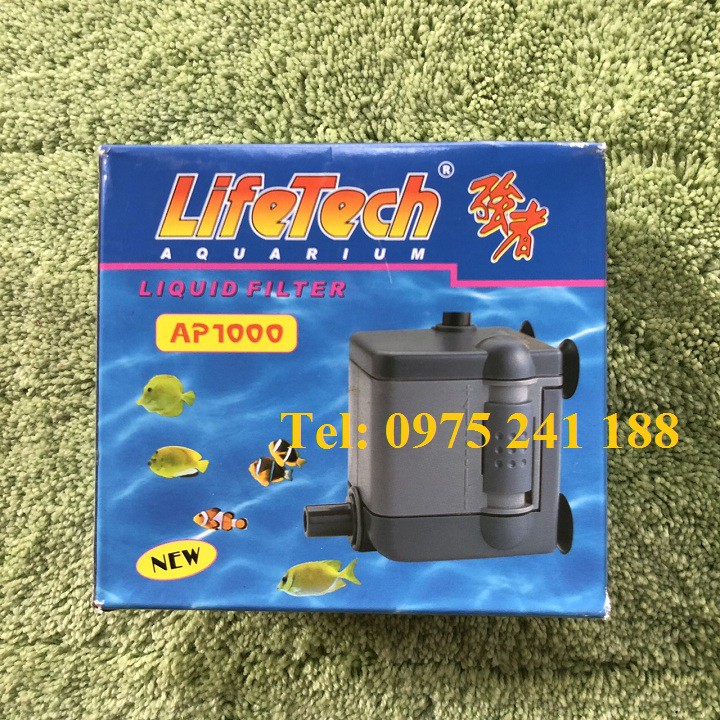 LifeTech® 強者
AQUARIUM
LIQUID FILTER
AP1000
Tel: 0975 241 188
NEW